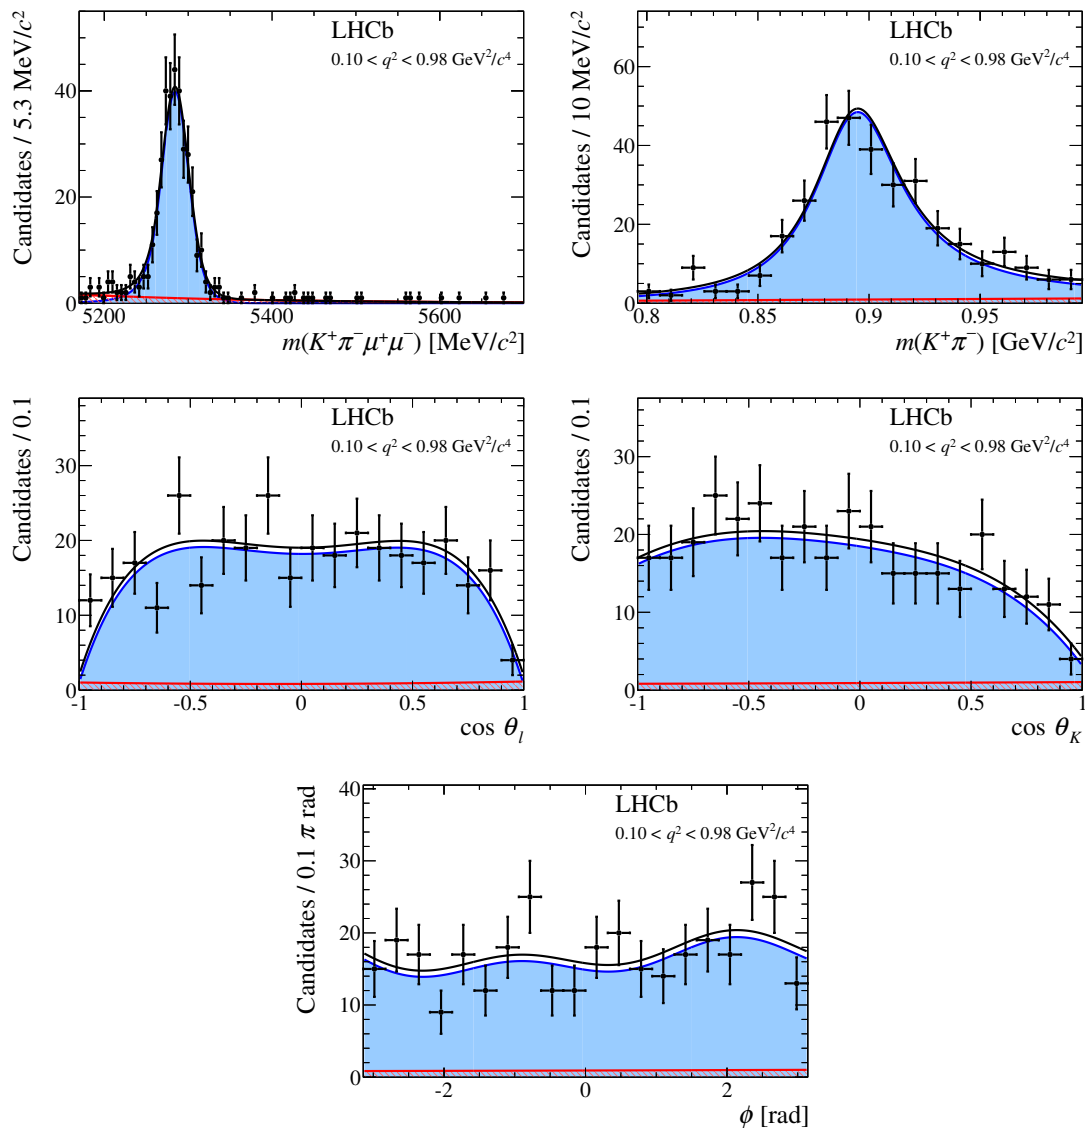 LHCb
0.10 < q² < 0.98 GeV²/c⁴
Candidates / 5.3 MeV/c²
40
20
0
5200 5400 5600
m(K⁺π⁻μ⁺μ⁻) [MeV/c²]
LHCb
0.10 < q² < 0.98 GeV²/c⁴
Candidates / 10 MeV/c²
60
40
20
0
0.8 0.85 0.9 0.95
m(K⁺π⁻) [GeV/c²]
LHCb
0.10 < q² < 0.98 GeV²/c⁴
Candidates / 0.1
30
20
10
0
-1 -0.5 0 0.5 1
cos θ_l
LHCb
0.10 < q² < 0.98 GeV²/c⁴
Candidates / 0.1
30
20
10
0
-1 -0.5 0 0.5 1
cos θ_K
LHCb
0.10 < q² < 0.98 GeV²/c⁴
Candidates / 0.1 π rad
40
30
20
10
0
-2 0 2
ϕ [rad]